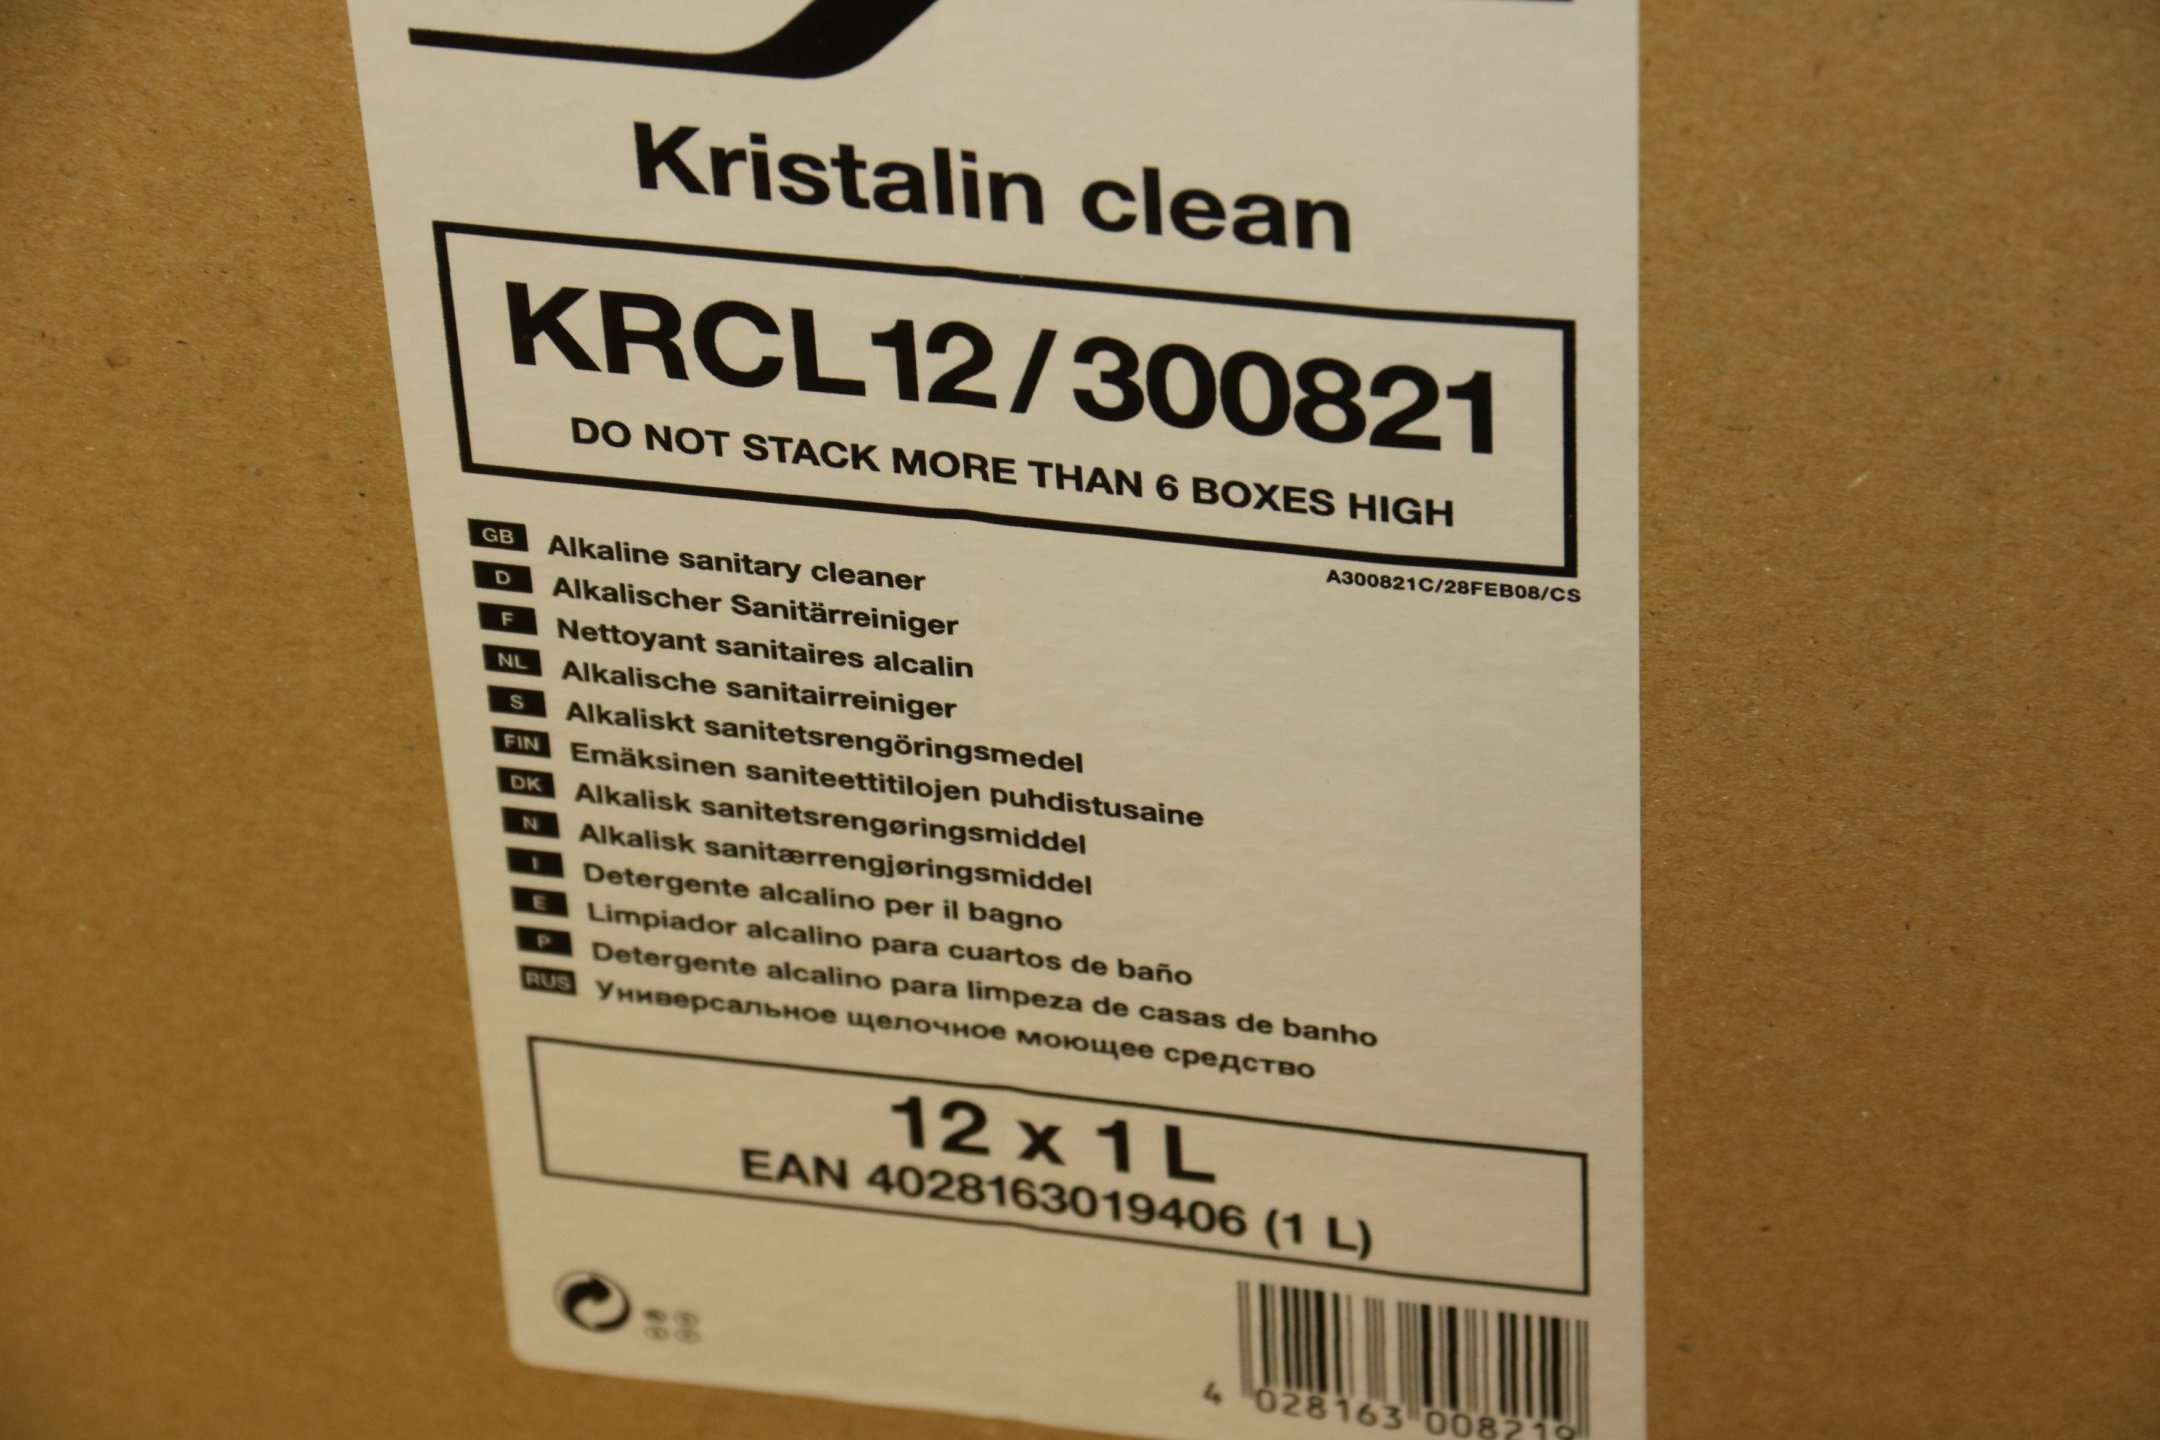 Kristalin clean
KRCL12/300821
DO NOT STACK MORE THAN 6 BOXES HIGH
A300821C/28FEB08/CS
GB Alkaline sanitary cleaner
D Alkalischer Sanitärreiniger
F Nettoyant sanitaires alcalin
NL Alkalische sanitairreiniger
S Alkaliskt sanitetsrengöringsmedel
FIN Emäksinen saniteettitilojen puhdistusaine
DK Alkalisk sanitetsrengøringsmiddel
N Alkalisk sanitærrengjøringsmiddel
I Detergente alcalino per il bagno
E Limpiador alcalino para cuartos de baño
P Detergente alcalino para limpeza de casas de banho
RUS Универсальное щелочное моющее средство
12 x 1 L
EAN 4028163019406 (1 L)
4 028163 008219